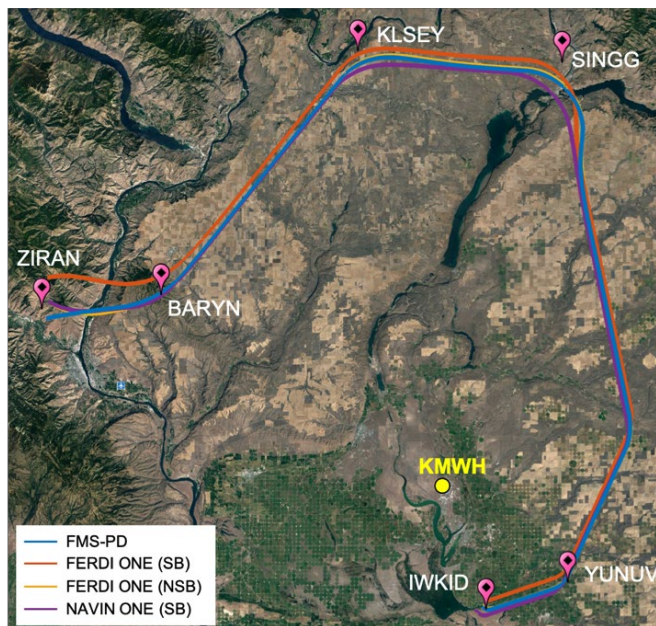 KLSEY
SINGG
ZIRAN
BARYN
KMWH
IWKID
YUNUV
FMS-PD
FERDI ONE (SB)
FERDI ONE (NSB)
NAVIN ONE (SB)